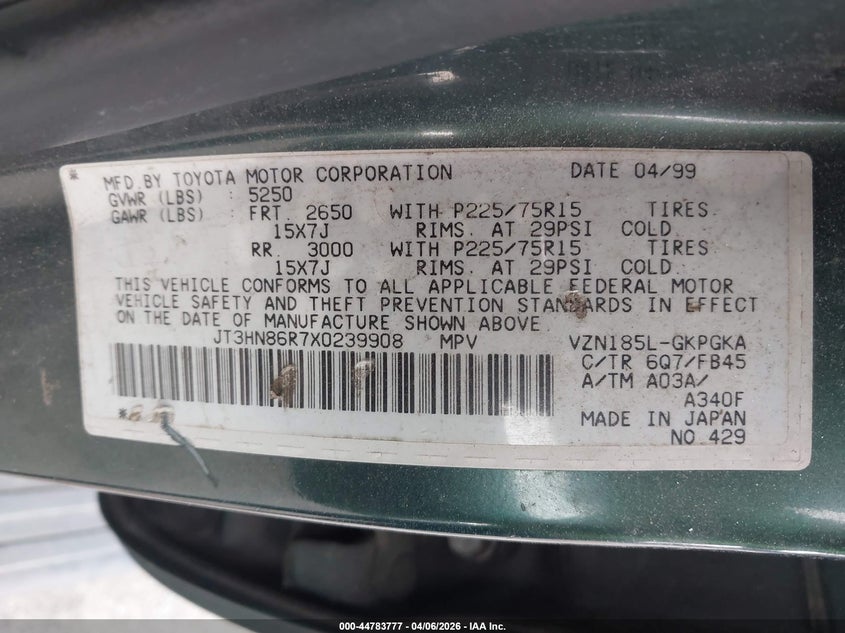 * MFD. BY TOYOTA MOTOR CORPORATION DATE 04/99
GVWR (LBS) : 5250
GAWR (LBS) : FRT. 2650 WITH P225/75R15 TIRES.
15X7J RIMS. AT 29PSI COLD.
RR. 3000 WITH P225/75R15 TIRES
15X7J RIMS. AT 29PSI COLD.
THIS VEHICLE CONFORMS TO ALL APPLICABLE FEDERAL MOTOR
VEHICLE SAFETY AND THEFT PREVENTION STANDARDS IN EFFECT
ON THE DATE OF MANUFACTURE SHOWN ABOVE.
JT3HN86R7X0239908 MPV VZN185L-GKPGKA
C/TR 6Q7/FB45
A/TM A03A/
A340F
MADE IN JAPAN
NO 429
000-44783777 - 04/06/2026 - IAA Inc.